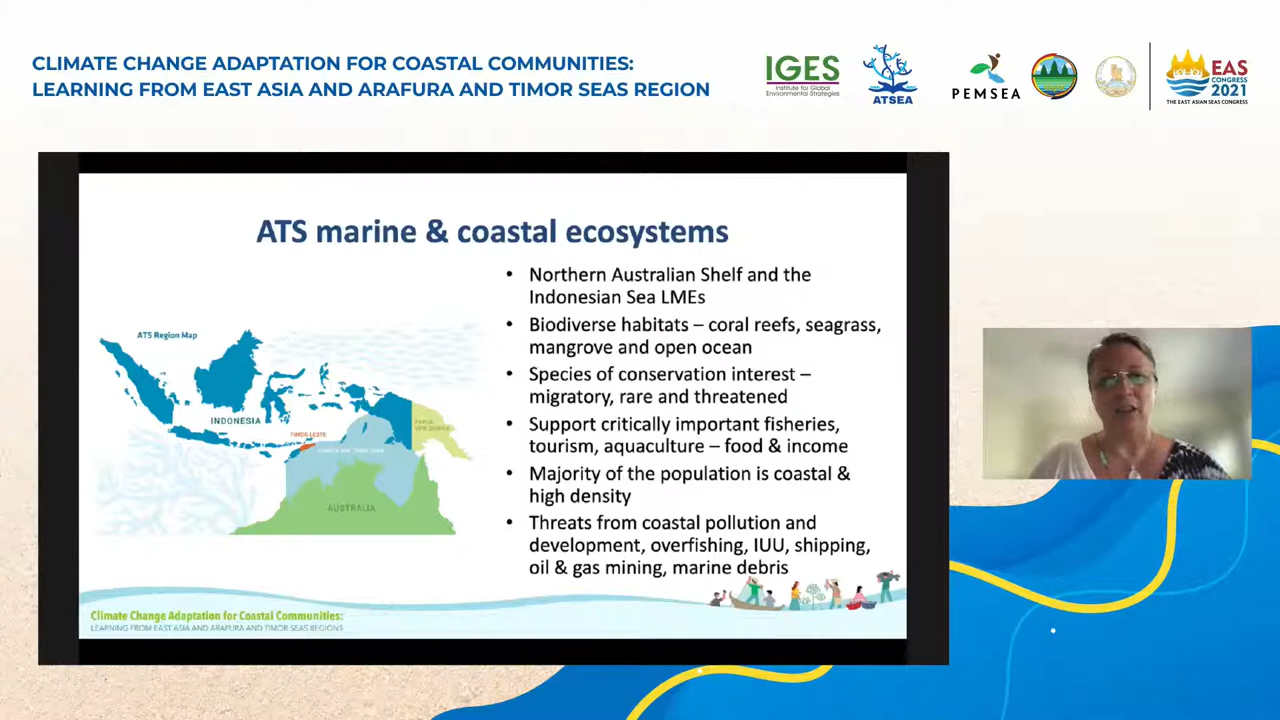 CLIMATE CHANGE ADAPTATION FOR COASTAL COMMUNITIES:
LEARNING FROM EAST ASIA AND ARAFURA AND TIMOR SEAS REGION
IGES
Institute for Global
Environmental Strategies
ATSEA
PEMSEA
EAS
CONGRESS
2021
THE EAST ASIAN SEAS CONGRESS
ATS marine & coastal ecosystems
• Northern Australian Shelf and the
Indonesian Sea LMEs
• Biodiverse habitats – coral reefs, seagrass,
mangrove and open ocean
• Species of conservation interest –
migratory, rare and threatened
• Support critically important fisheries,
tourism, aquaculture – food & income
• Majority of the population is coastal &
high density
• Threats from coastal pollution and
development, overfishing, IUU, shipping,
oil & gas mining, marine debris
ATS Region Map
INDONESIA
TIMOR LESTE
PAPUA
NEW GUINEA
AUSTRALIA
Climate Change Adaptation for Coastal Communities:
LEARNING FROM EAST ASIA AND ARAFURA AND TIMOR SEAS REGIONS